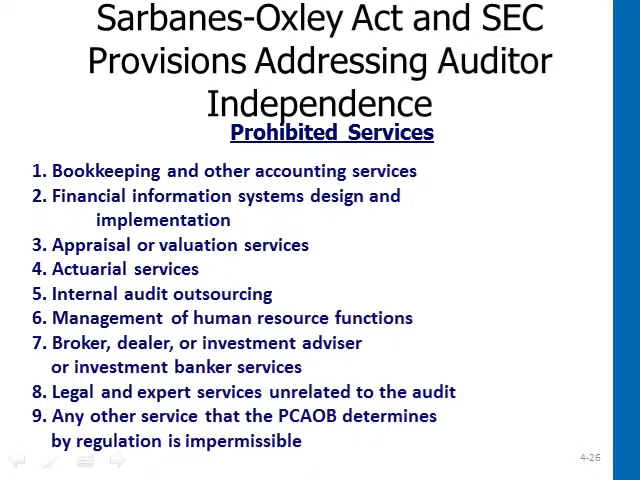 Sarbanes-Oxley Act and SEC
Provisions Addressing Auditor
Independence
Prohibited Services
1. Bookkeeping and other accounting services
2. Financial information systems design and
implementation
3. Appraisal or valuation services
4. Actuarial services
5. Internal audit outsourcing
6. Management of human resource functions
7. Broker, dealer, or investment adviser
or investment banker services
8. Legal and expert services unrelated to the audit
9. Any other service that the PCAOB determines
by regulation is impermissible
4-26